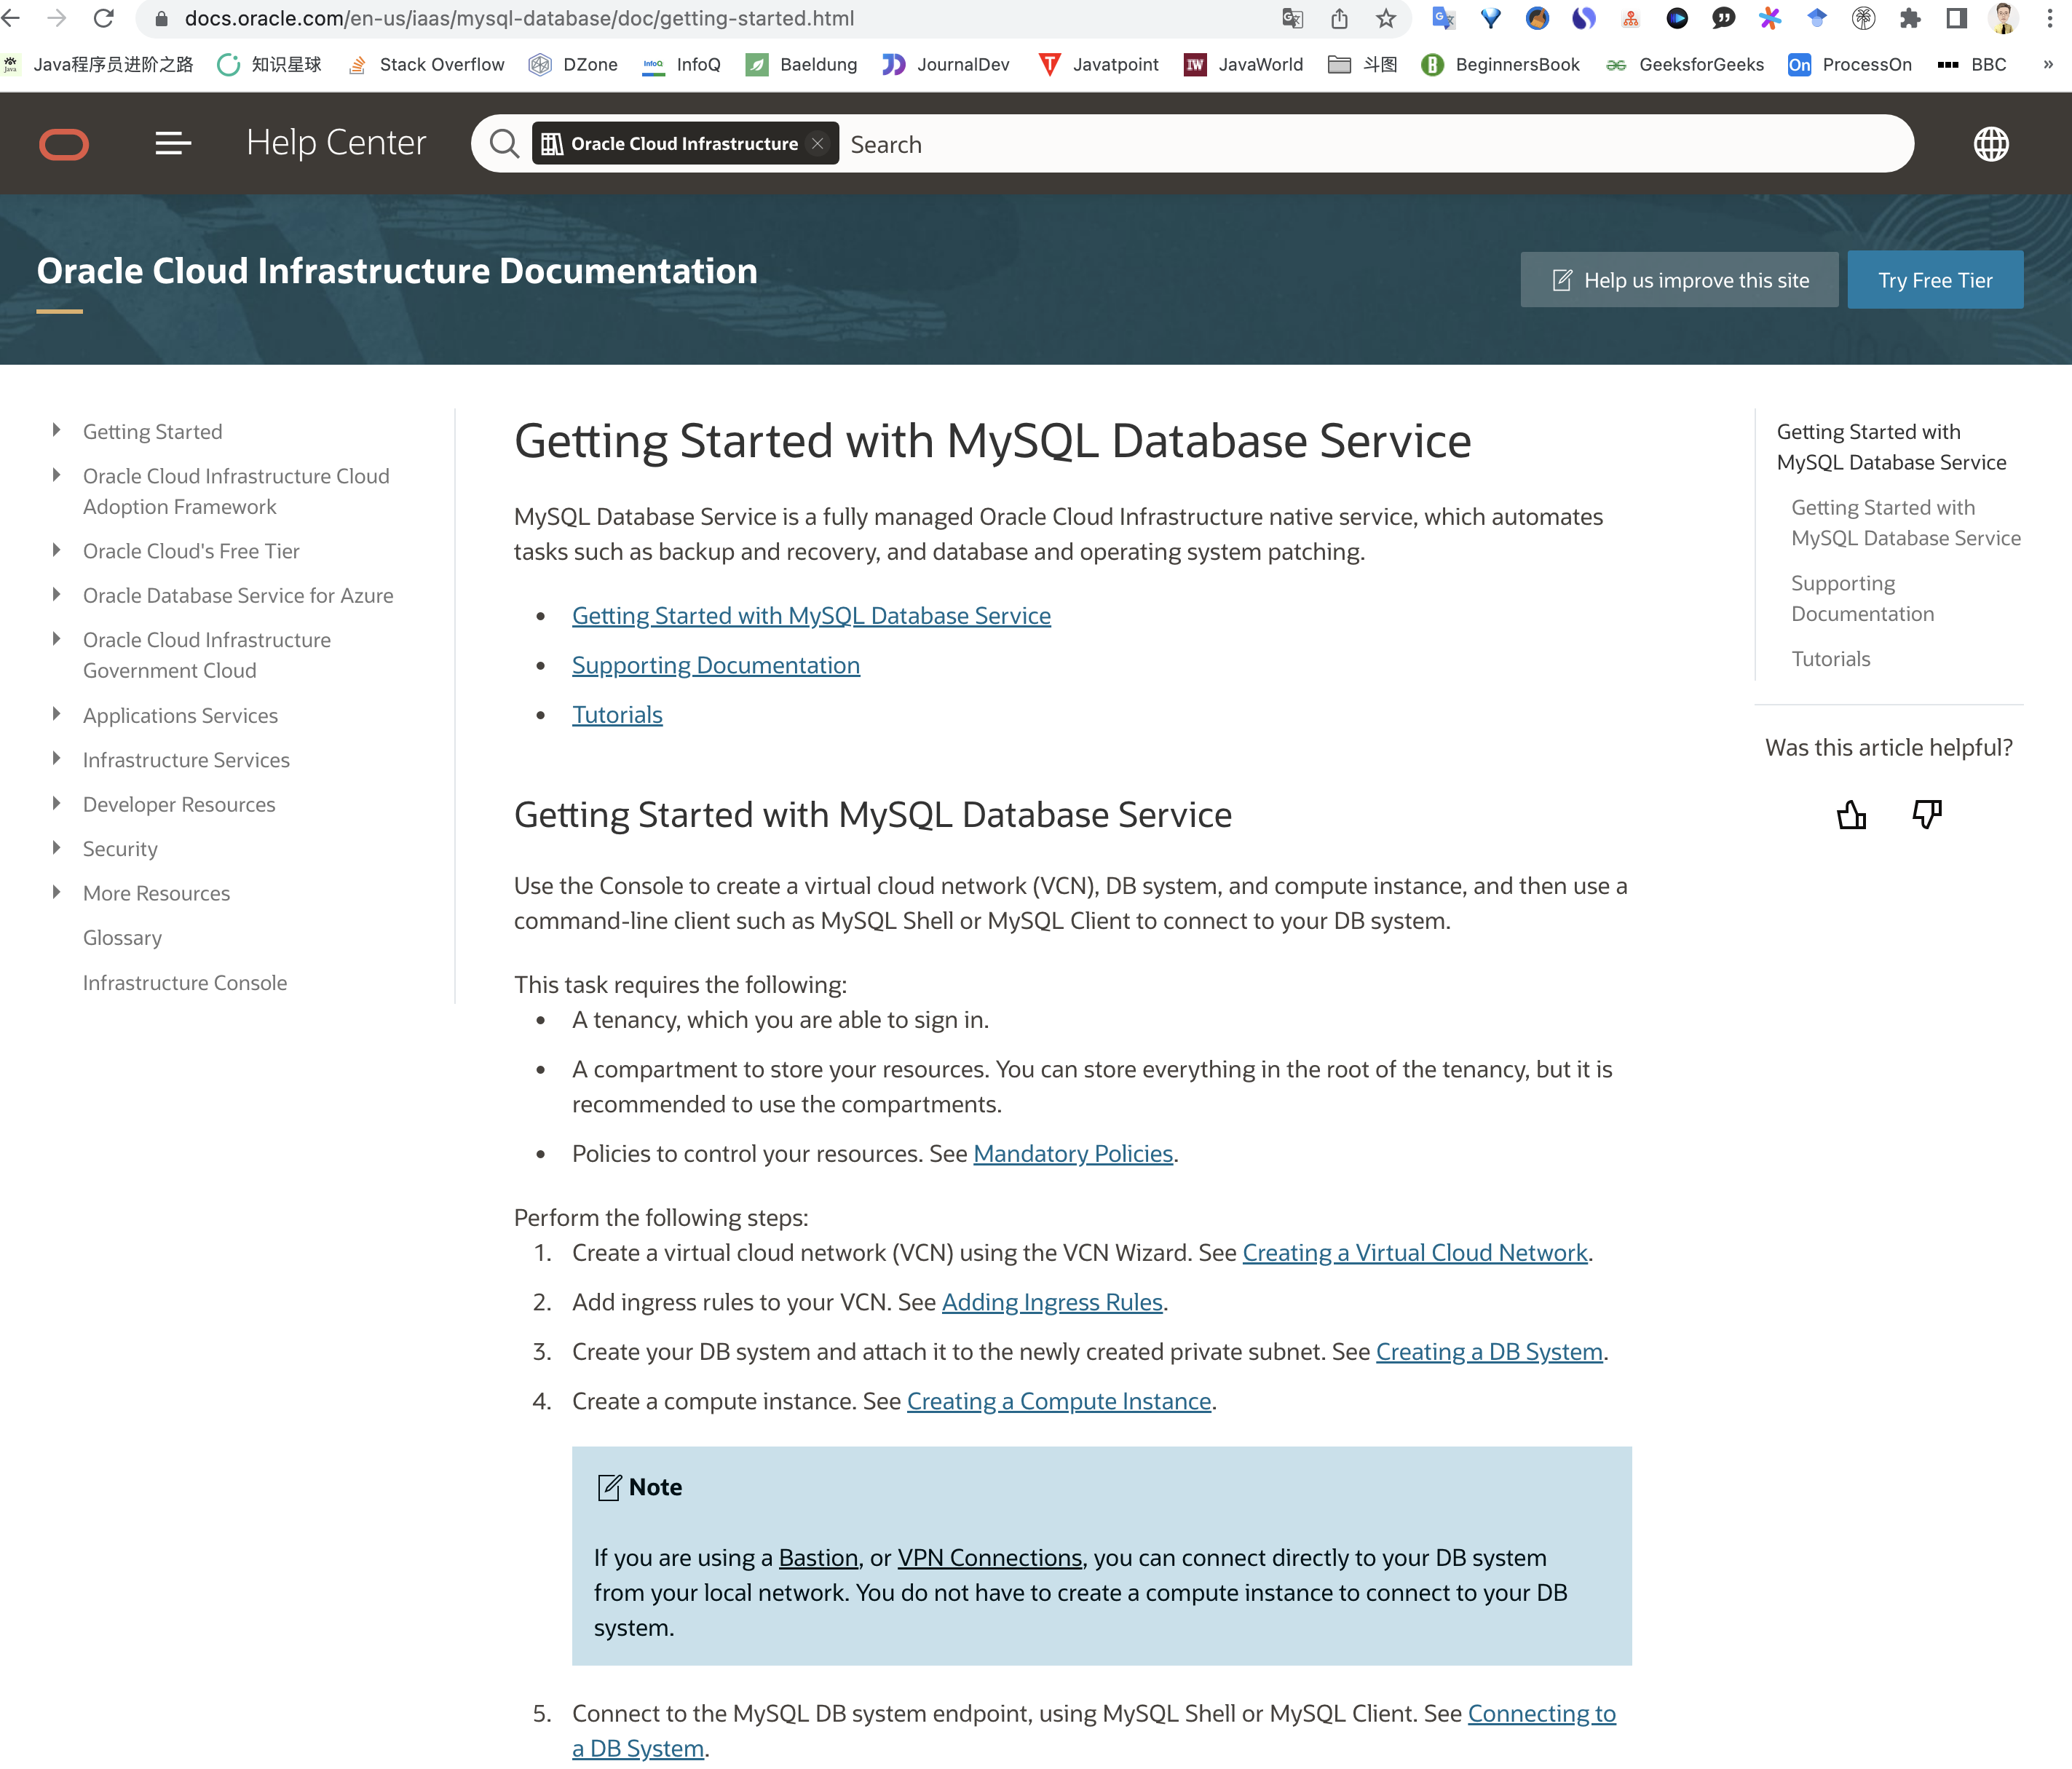 docs.oracle.com/en-us/iaas/mysql-database/doc/getting-started.html
Java程序员进阶之路 知识星球 Stack Overflow DZone InfoQ InfoQ Baeldung JournalDev Javatpoint JavaWorld 斗图 BeginnersBook GeeksforGeeks On ProcessOn BBC »
Help Center Oracle Cloud Infrastructure × Search
Oracle Cloud Infrastructure Documentation
Help us improve this site Try Free Tier
Getting Started
Oracle Cloud Infrastructure Cloud
Adoption Framework
Oracle Cloud's Free Tier
Oracle Database Service for Azure
Oracle Cloud Infrastructure
Government Cloud
Applications Services
Infrastructure Services
Developer Resources
Security
More Resources
Glossary
Infrastructure Console
Getting Started with MySQL Database Service
MySQL Database Service is a fully managed Oracle Cloud Infrastructure native service, which automates
tasks such as backup and recovery, and database and operating system patching.
• Getting Started with MySQL Database Service
• Supporting Documentation
• Tutorials
Getting Started with MySQL Database Service
Use the Console to create a virtual cloud network (VCN), DB system, and compute instance, and then use a
command-line client such as MySQL Shell or MySQL Client to connect to your DB system.
This task requires the following:
• A tenancy, which you are able to sign in.
• A compartment to store your resources. You can store everything in the root of the tenancy, but it is
recommended to use the compartments.
• Policies to control your resources. See Mandatory Policies.
Perform the following steps:
1. Create a virtual cloud network (VCN) using the VCN Wizard. See Creating a Virtual Cloud Network.
2. Add ingress rules to your VCN. See Adding Ingress Rules.
3. Create your DB system and attach it to the newly created private subnet. See Creating a DB System.
4. Create a compute instance. See Creating a Compute Instance.
Note
If you are using a Bastion, or VPN Connections, you can connect directly to your DB system
from your local network. You do not have to create a compute instance to connect to your DB
system.
5. Connect to the MySQL DB system endpoint, using MySQL Shell or MySQL Client. See Connecting to
a DB System.
Getting Started with
MySQL Database Service
Getting Started with
MySQL Database Service
Supporting
Documentation
Tutorials
Was this article helpful?